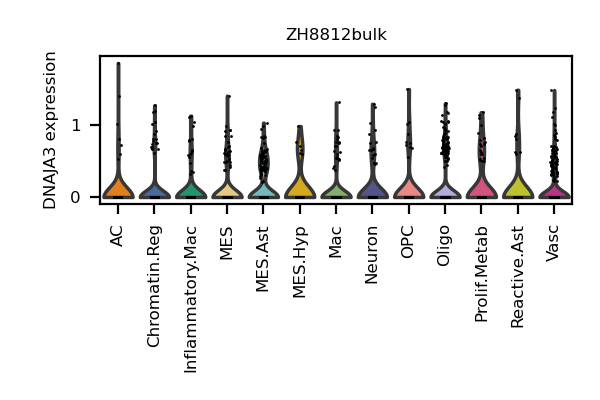 ZH8812bulk
DNAJA3 expression
1
0
AC
Chromatin.Reg
Inflammatory.Mac
MES
MES.Ast
MES.Hyp
Mac
Neuron
OPC
Oligo
Prolif.Metab
Reactive.Ast
Vasc